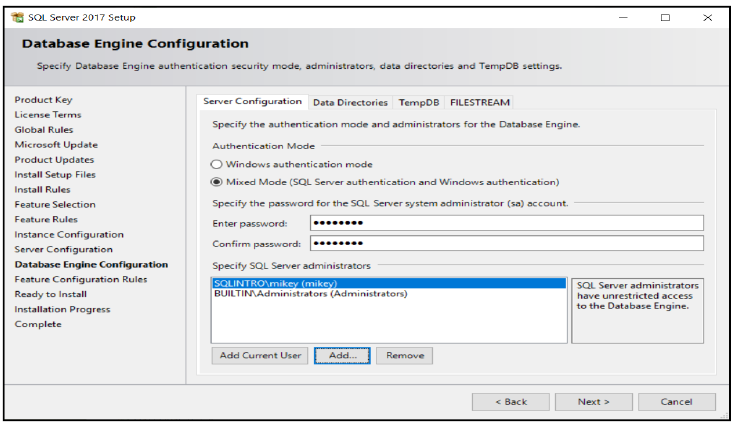 SQL Server 2017 Setup
Database Engine Configuration
Specify Database Engine authentication security mode, administrators, data directories and TempDB settings.
Product Key
License Terms
Global Rules
Microsoft Update
Product Updates
Install Setup Files
Install Rules
Feature Selection
Feature Rules
Instance Configuration
Server Configuration
Database Engine Configuration
Feature Configuration Rules
Ready to Install
Installation Progress
Complete
Server Configuration Data Directories TempDB FILESTREAM
Specify the authentication mode and administrators for the Database Engine.
Authentication Mode
Windows authentication mode
Mixed Mode (SQL Server authentication and Windows authentication)
Specify the password for the SQL Server system administrator (sa) account.
Enter password: ●●●●●●●●
Confirm password: ●●●●●●●●
Specify SQL Server administrators
SQLINTRO\mikey (mikey)
BUILTIN\Administrators (Administrators)
SQL Server administrators
have unrestricted access
to the Database Engine.
Add Current User Add... Remove
< Back Next > Cancel